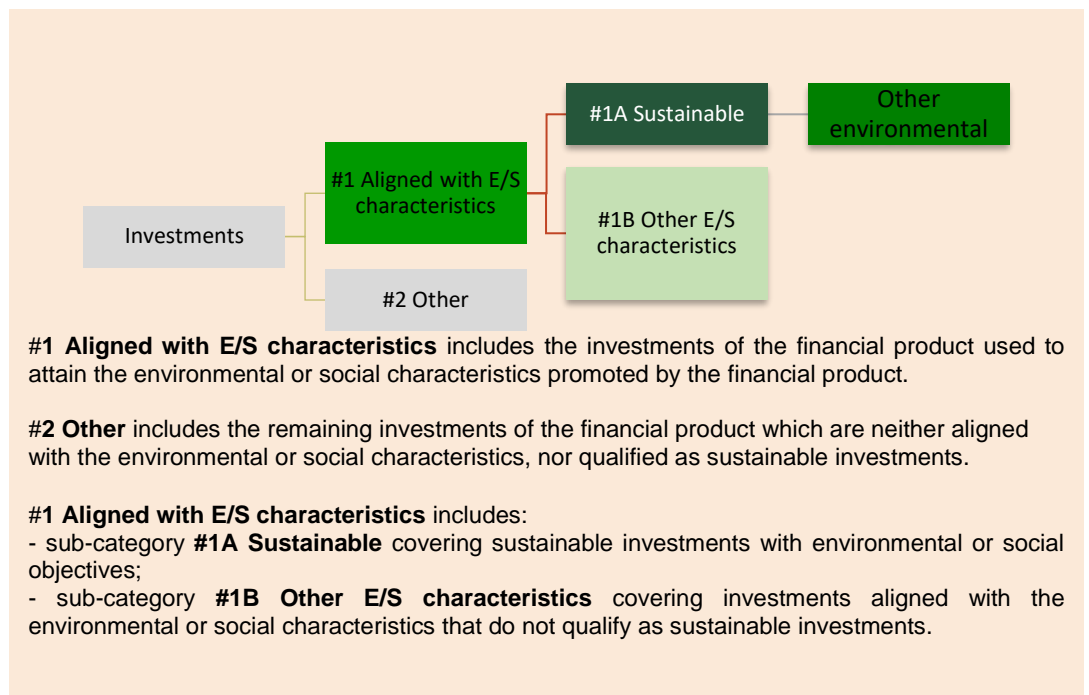 #1A Sustainable
Other
environmental
#1 Aligned with E/S
characteristics
#1B Other E/S
characteristics
Investments
#2 Other
#1 Aligned with E/S characteristics includes the investments of the financial product used to
attain the environmental or social characteristics promoted by the financial product.
#2 Other includes the remaining investments of the financial product which are neither aligned
with the environmental or social characteristics, nor qualified as sustainable investments.
#1 Aligned with E/S characteristics includes:
- sub-category #1A Sustainable covering sustainable investments with environmental or social
objectives;
- sub-category #1B Other E/S characteristics covering investments aligned with the
environmental or social characteristics that do not qualify as sustainable investments.